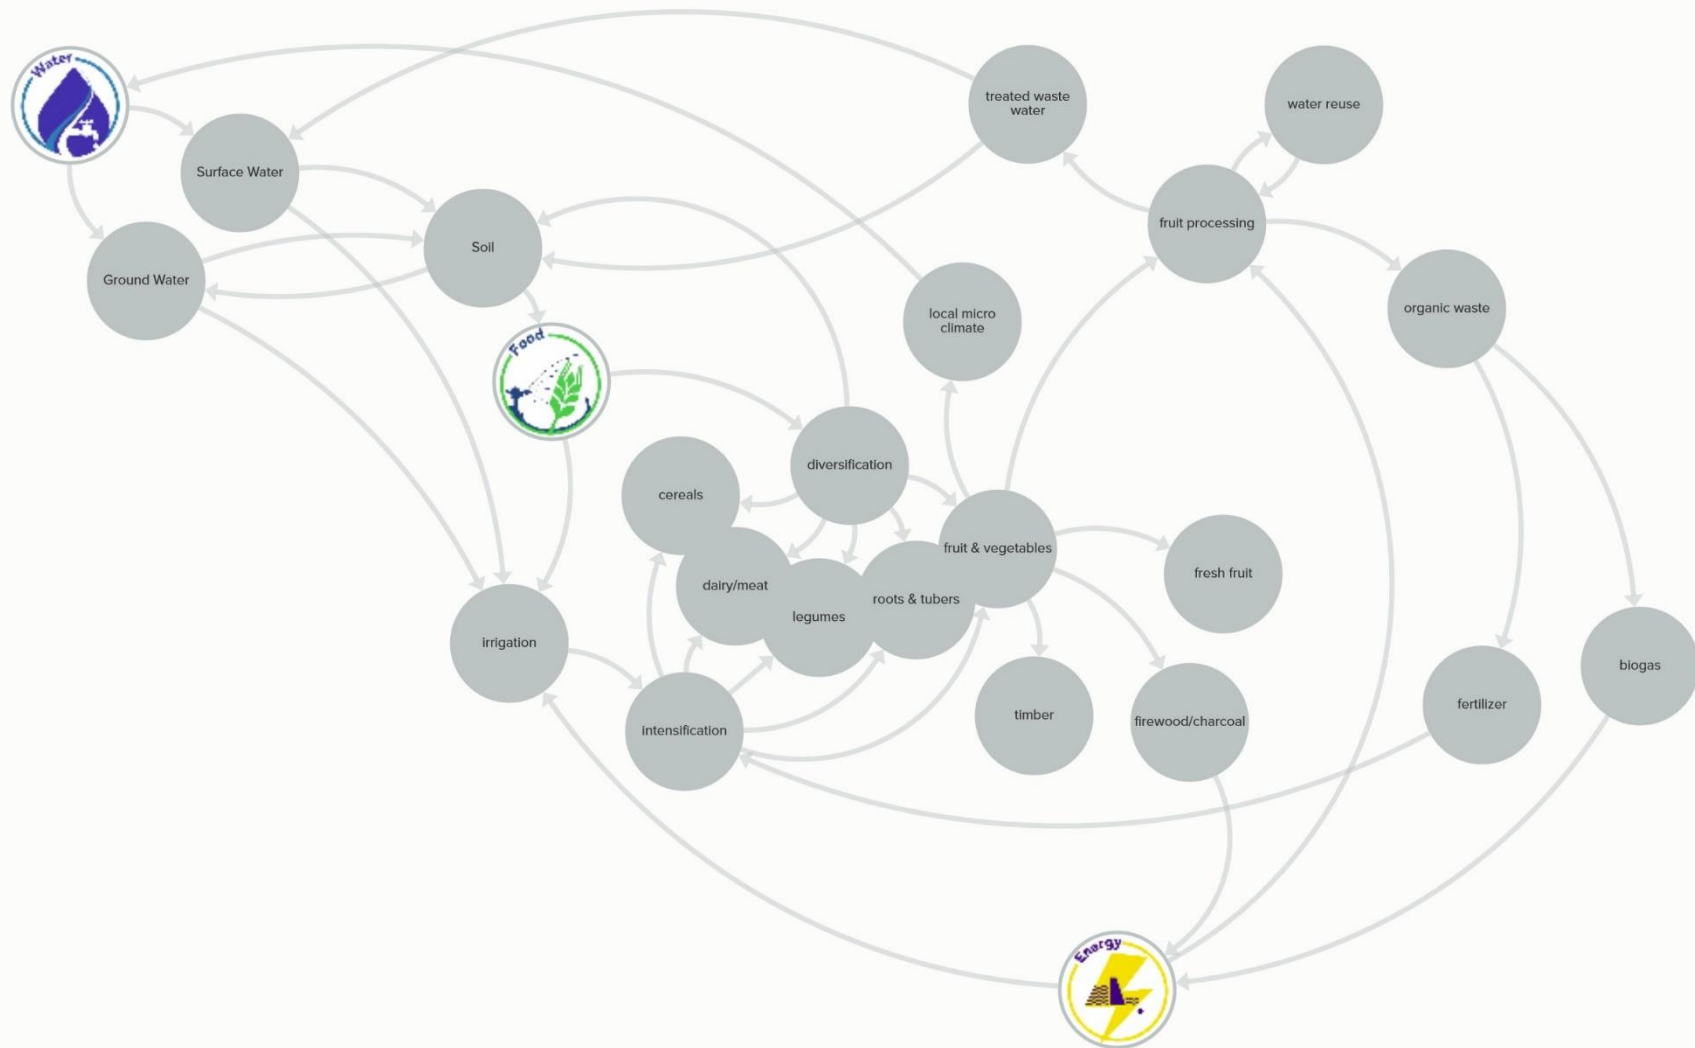 Water
treated waste
water
water reuse
Surface Water
fruit processing
Soil
Ground Water
organic waste
local micro
climate
Food
diversification
cereals
fruit & vegetables
fresh fruit
dairy/meat
roots & tubers
legumes
irrigation
biogas
fertilizer
timber
firewood/charcoal
intensification
Energy